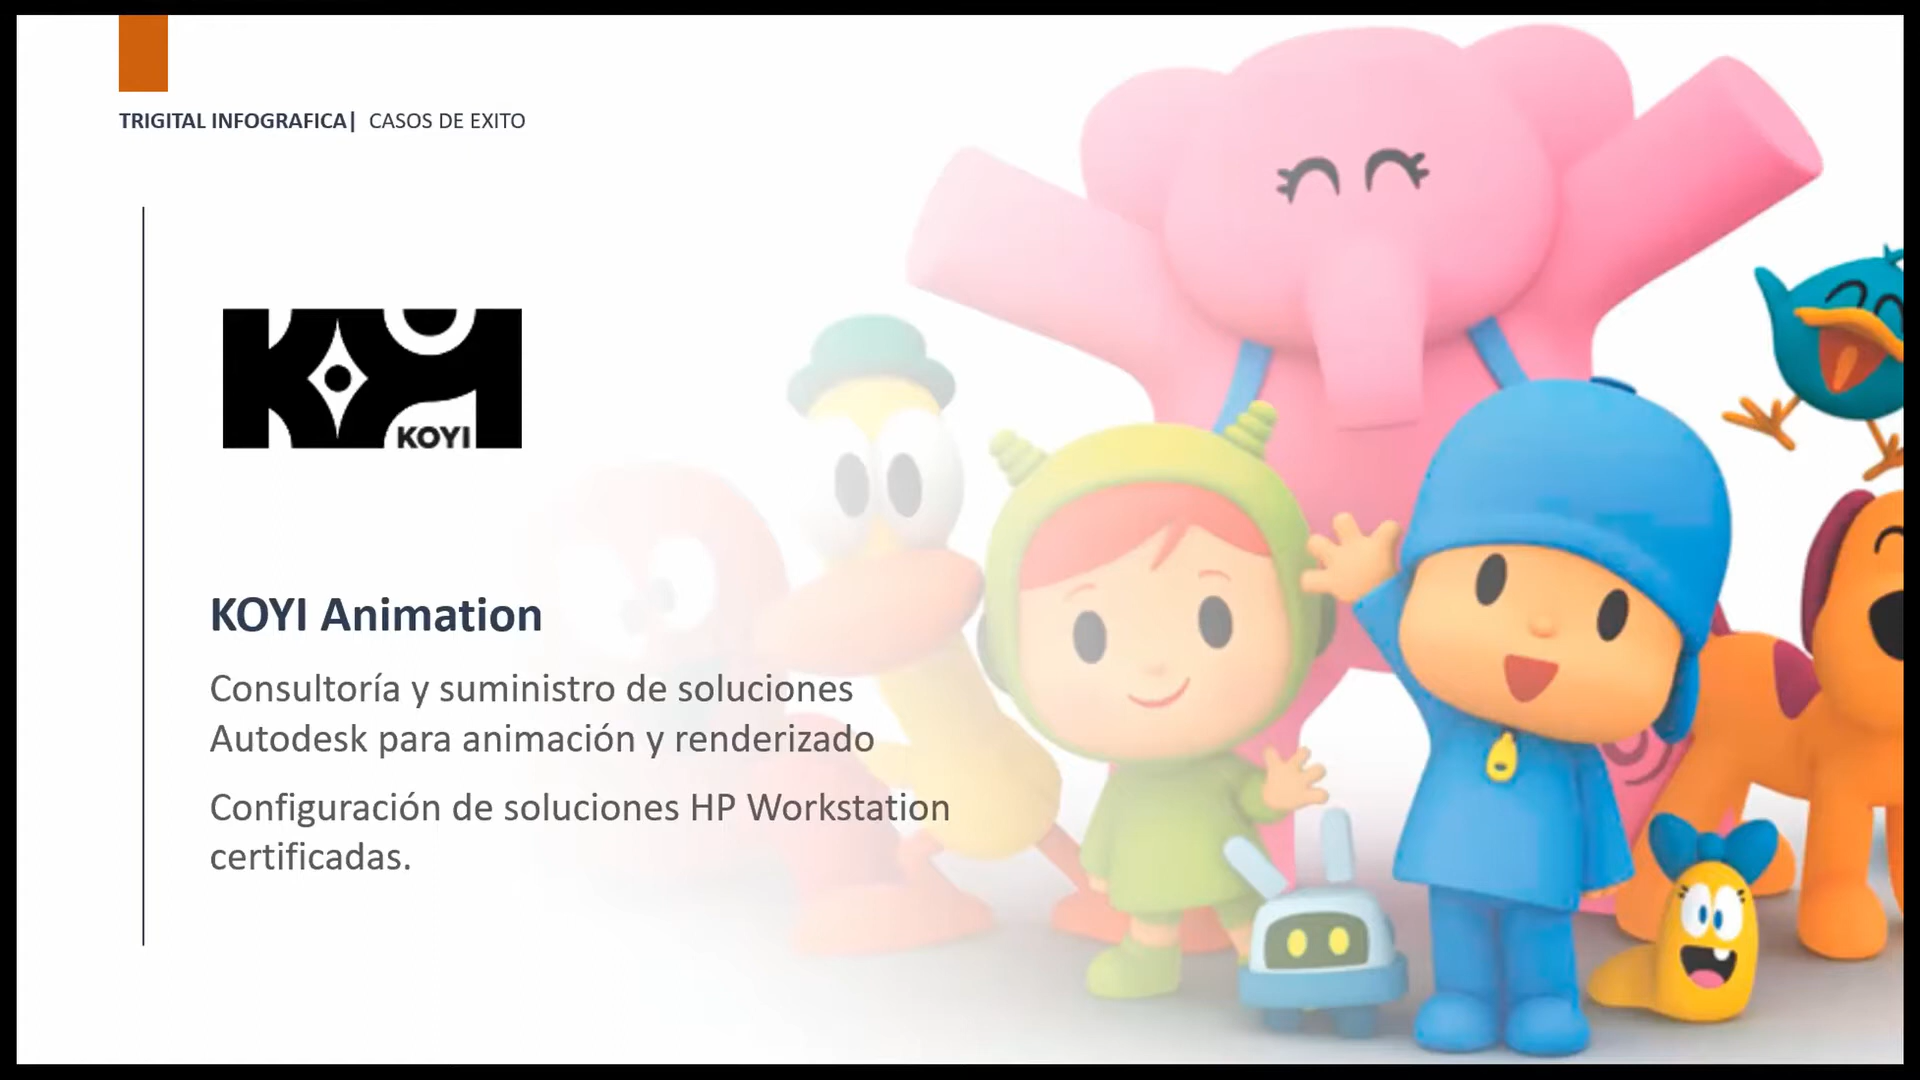 TRIGITAL INFOGRAFICA| CASOS DE EXITO
KOYI
KOYI Animation
Consultoría y suministro de soluciones
Autodesk para animación y renderizado
Configuración de soluciones HP Workstation
certificadas.